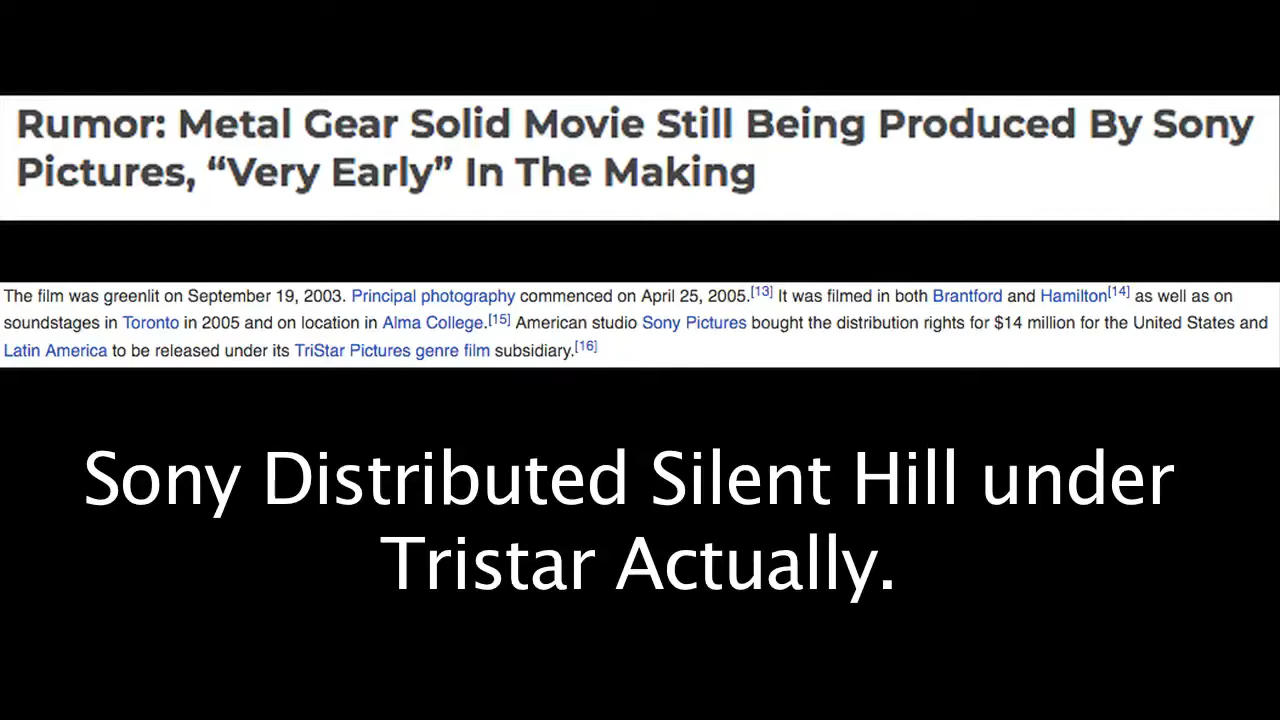 Rumor: Metal Gear Solid Movie Still Being Produced By Sony
Pictures, “Very Early” In The Making
The film was greenlit on September 19, 2003. Principal photography commenced on April 25, 2005.[13] It was filmed in both Brantford and Hamilton[14] as well as on
soundstages in Toronto in 2005 and on location in Alma College.[15] American studio Sony Pictures bought the distribution rights for $14 million for the United States and
Latin America to be released under its TriStar Pictures genre film subsidiary.[16]
Sony Distributed Silent Hill under
Tristar Actually.